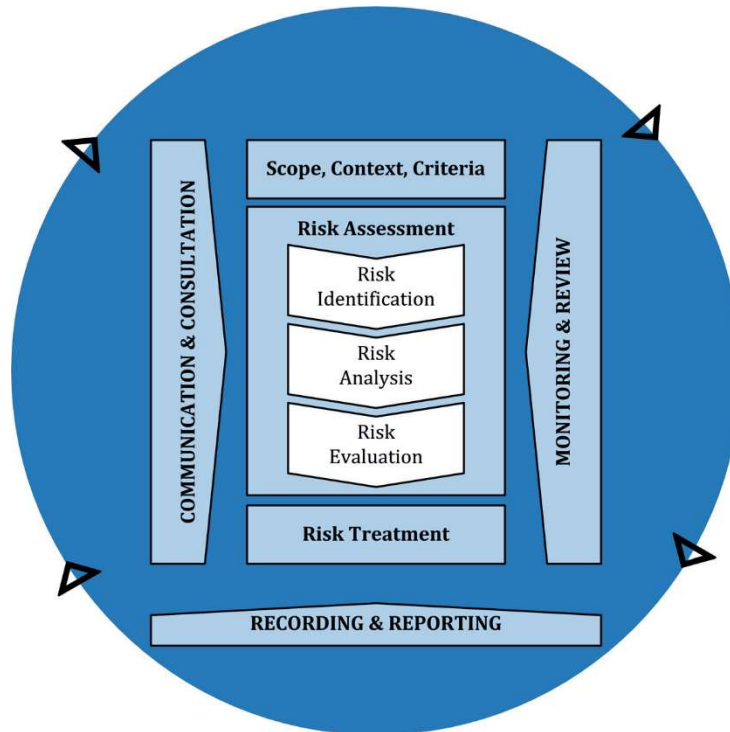 Scope, Context, Criteria
Risk Assessment
Risk
Identification
Risk
Analysis
Risk
Evaluation
Risk Treatment
COMMUNICATION & CONSULTATION
MONITORING & REVIEW
RECORDING & REPORTING